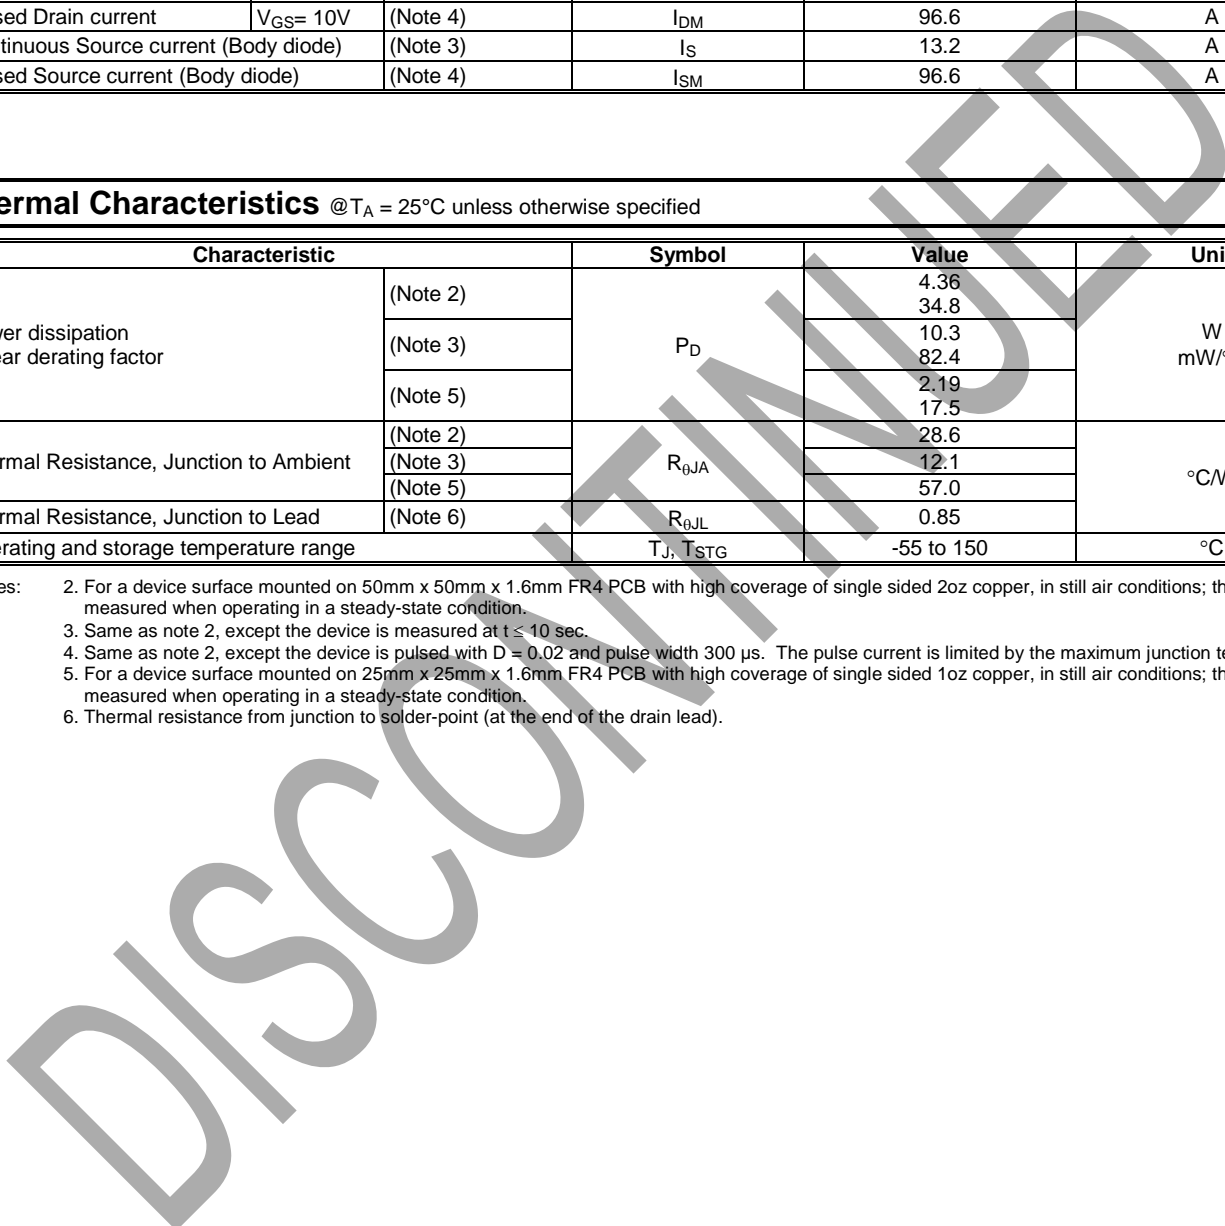 sed Drain current VGS= 10V (Note 4) IDM 96.6 A
tinuous Source current (Body diode) (Note 3) IS 13.2 A
sed Source current (Body diode) (Note 4) ISM 96.6 A
ermal Characteristics @TA = 25°C unless otherwise specified
Characteristic Symbol Value Uni
wer dissipation
ear derating factor
(Note 2) 4.36
34.8
(Note 3) PD 10.3
82.4
W
mW/°
(Note 5) 2.19
17.5
rmal Resistance, Junction to Ambient
(Note 2) 28.6
(Note 3) RθJA 12.1
(Note 5) 57.0
°C/W
rmal Resistance, Junction to Lead (Note 6) RθJL 0.85
erating and storage temperature range TJ, TSTG -55 to 150 °C
es: 2. For a device surface mounted on 50mm x 50mm x 1.6mm FR4 PCB with high coverage of single sided 2oz copper, in still air conditions; th
measured when operating in a steady-state condition.
3. Same as note 2, except the device is measured at t ≤ 10 sec.
4. Same as note 2, except the device is pulsed with D = 0.02 and pulse width 300 µs. The pulse current is limited by the maximum junction te
5. For a device surface mounted on 25mm x 25mm x 1.6mm FR4 PCB with high coverage of single sided 1oz copper, in still air conditions; th
measured when operating in a steady-state condition.
6. Thermal resistance from junction to solder-point (at the end of the drain lead).
DISCONTINUED